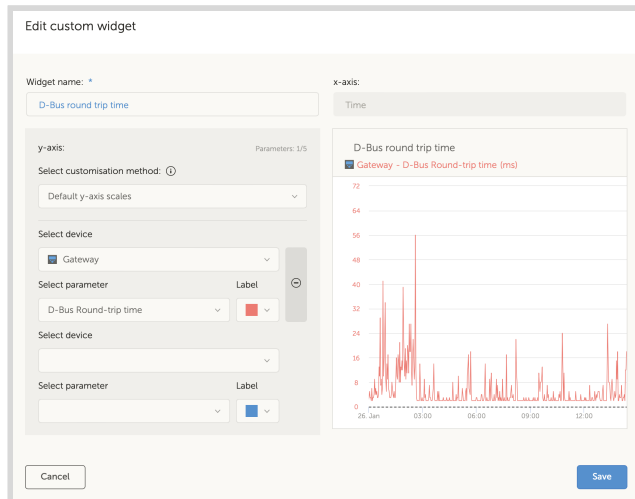 Edit custom widget
Widget name: *
D-Bus round trip time
x-axis:
Time
y-axis:
Parameters: 1/5
Select customisation method:
Default y-axis scales
Select device
Gateway
Select parameter
Label
D-Bus Round-trip time
Select device
Select parameter
Label
D-Bus round trip time
Gateway - D-Bus Round-trip time (ms)
72
64
56
48
40
32
24
16
8
0
26. Jan
03:00
06:00
09:00
12:00
Cancel
Save